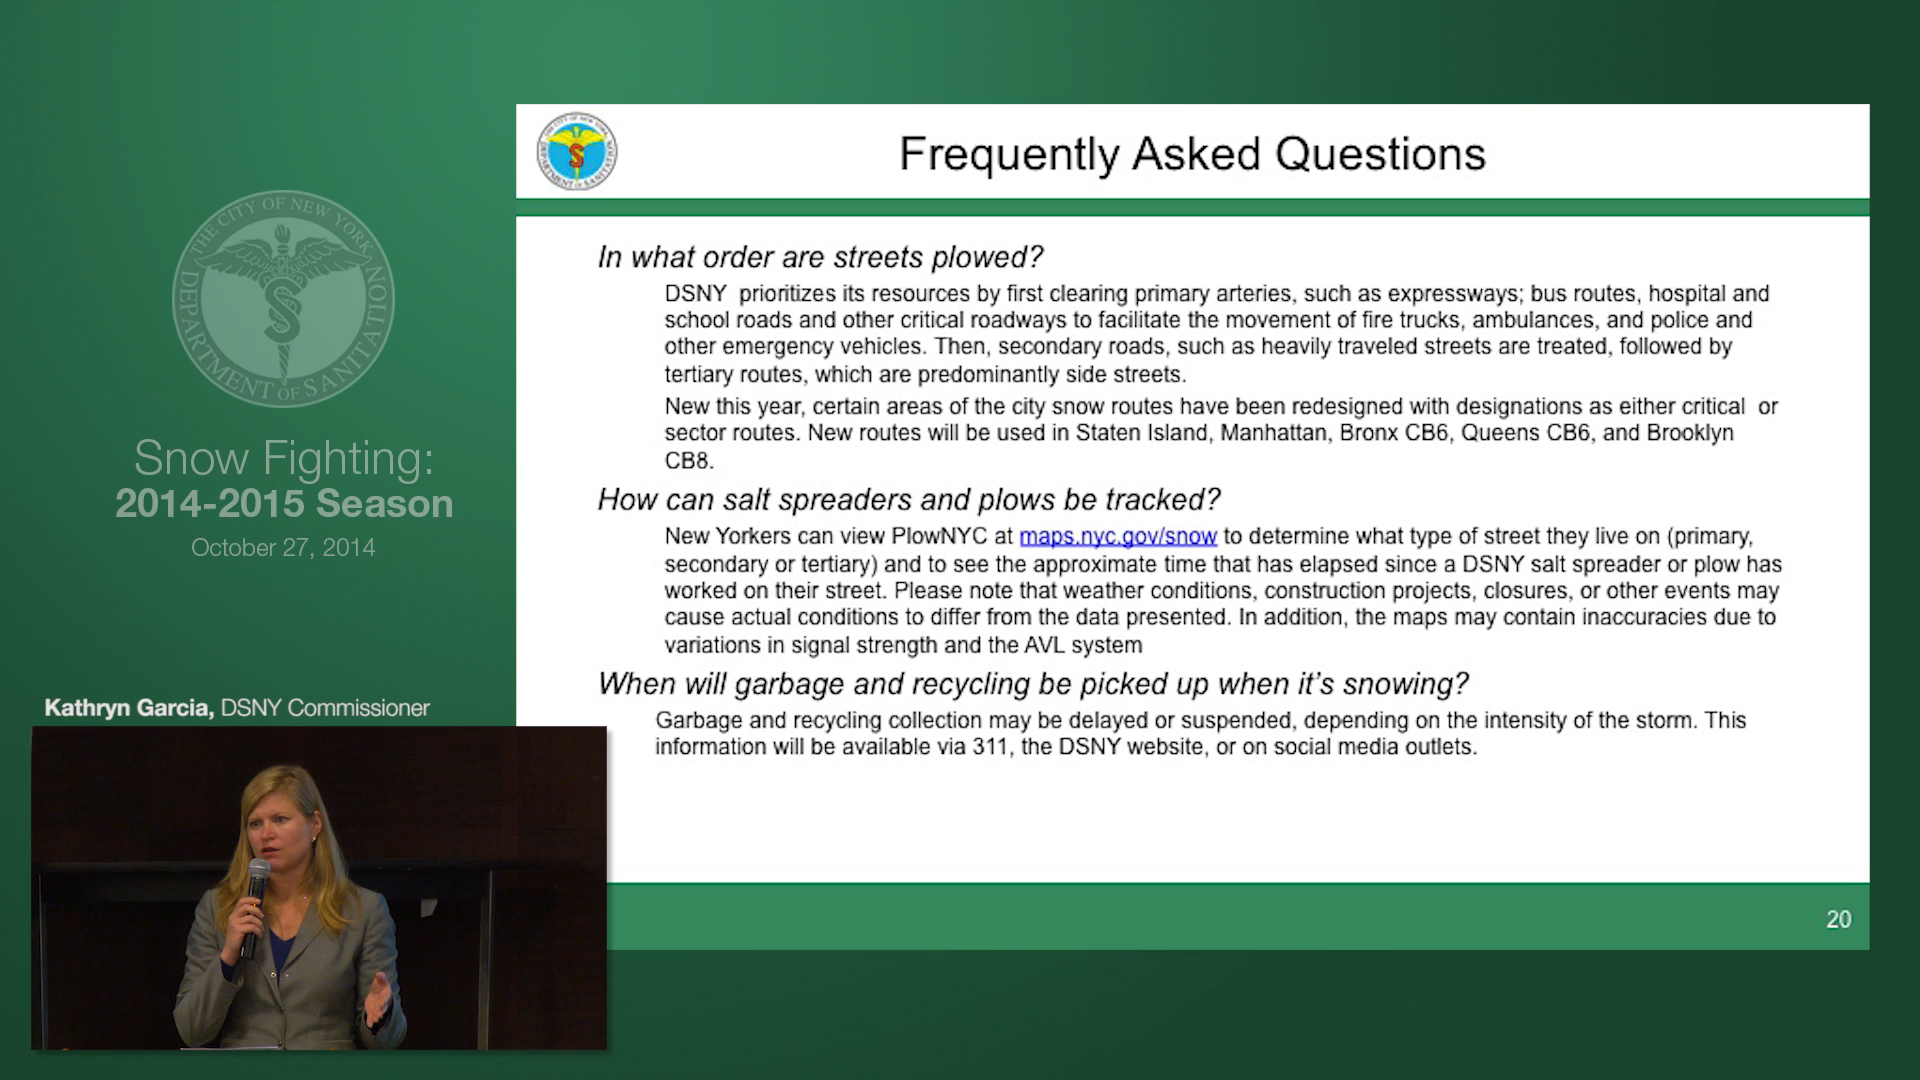 THE CITY OF NEW YORK
DEPARTMENT OF SANITATION
S
Snow Fighting:
2014-2015 Season
October 27, 2014
Kathryn Garcia, DSNY Commissioner
THE CITY OF NEW YORK
DEPARTMENT OF SANITATION
S
Frequently Asked Questions
In what order are streets plowed?
DSNY  prioritizes its resources by first clearing primary arteries, such as expressways; bus routes, hospital and
school roads and other critical roadways to facilitate the movement of fire trucks, ambulances, and police and
other emergency vehicles. Then, secondary roads, such as heavily traveled streets are treated, followed by
tertiary routes, which are predominantly side streets.
New this year, certain areas of the city snow routes have been redesigned with designations as either critical  or
sector routes. New routes will be used in Staten Island, Manhattan, Bronx CB6, Queens CB6, and Brooklyn
CB8.
How can salt spreaders and plows be tracked?
New Yorkers can view PlowNYC at maps.nyc.gov/snow to determine what type of street they live on (primary,
secondary or tertiary) and to see the approximate time that has elapsed since a DSNY salt spreader or plow has
worked on their street. Please note that weather conditions, construction projects, closures, or other events may
cause actual conditions to differ from the data presented. In addition, the maps may contain inaccuracies due to
variations in signal strength and the AVL system
When will garbage and recycling be picked up when it’s snowing?
Garbage and recycling collection may be delayed or suspended, depending on the intensity of the storm. This
information will be available via 311, the DSNY website, or on social media outlets.
20